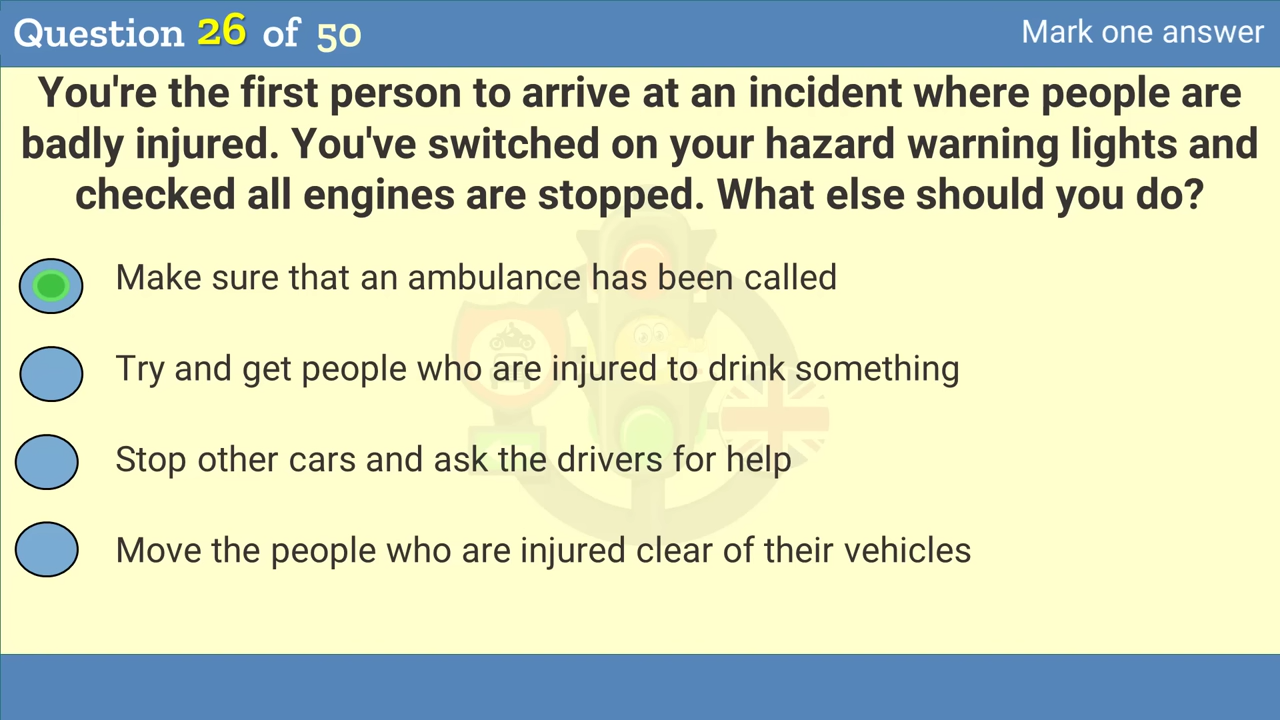 Question 26 of 50
Mark one answer
You're the first person to arrive at an incident where people are
badly injured. You've switched on your hazard warning lights and
checked all engines are stopped. What else should you do?
Make sure that an ambulance has been called
Try and get people who are injured to drink something
Stop other cars and ask the drivers for help
Move the people who are injured clear of their vehicles